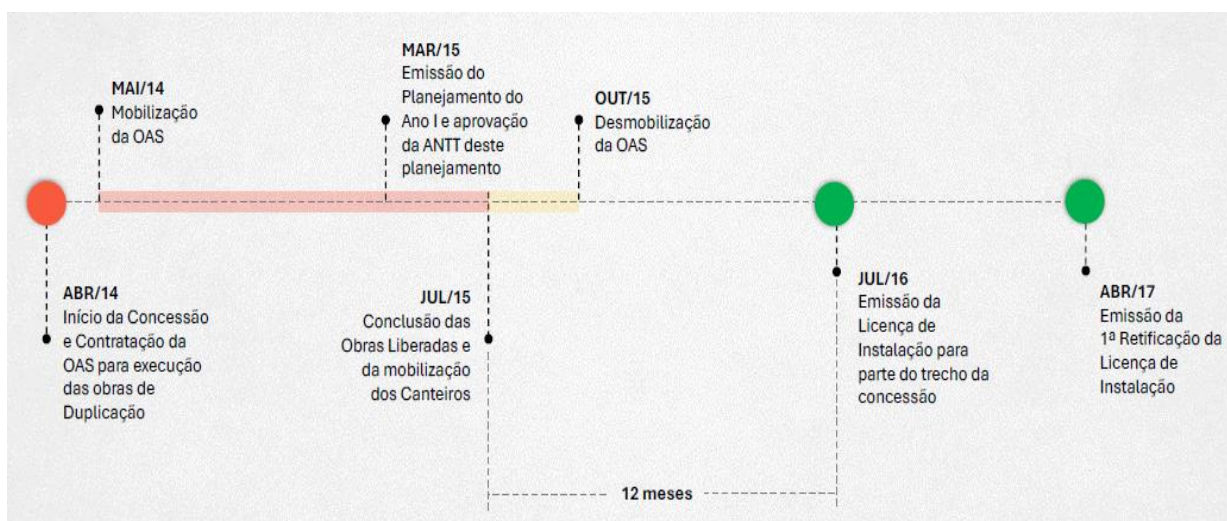 MAI/14
Mobilização
da OAS
MAR/15
Emissão do
Planejamento do
Ano I e aprovação
da ANTT deste
planejamento
OUT/15
Desmobilização
da OAS
ABR/14
Início da Concessão
e Contratação da
OAS para execução
das obras de
Duplicação
JUL/15
Conclusão das
Obras Liberadas e
da mobilização
dos Canteiros
JUL/16
Emissão da
Licença de
Instalação para
parte do trecho da
concessão
ABR/17
Emissão da
1ª Retificação da
Licença de
Instalação
12 meses